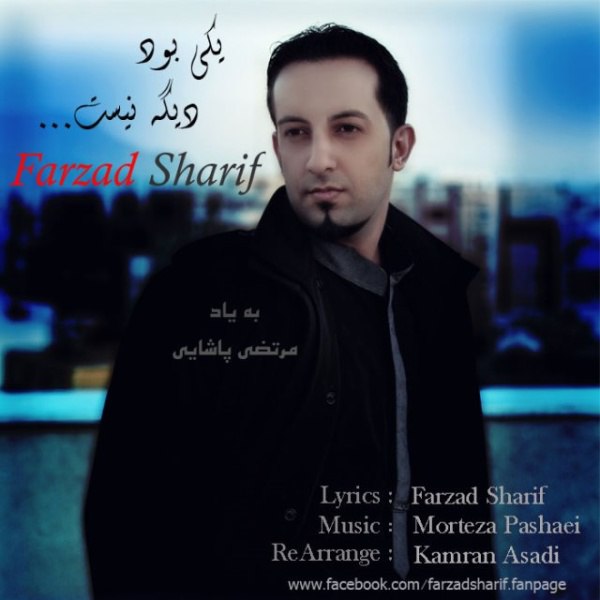 یکی بود
دیگه نیست...
Farzad Sharif
به یاد
مرتضی پاشایی
Lyrics : Farzad Sharif
Music : Morteza Pashaei
ReArrange : Kamran Asadi
www.facebook.com/farzadsharif.fanpage